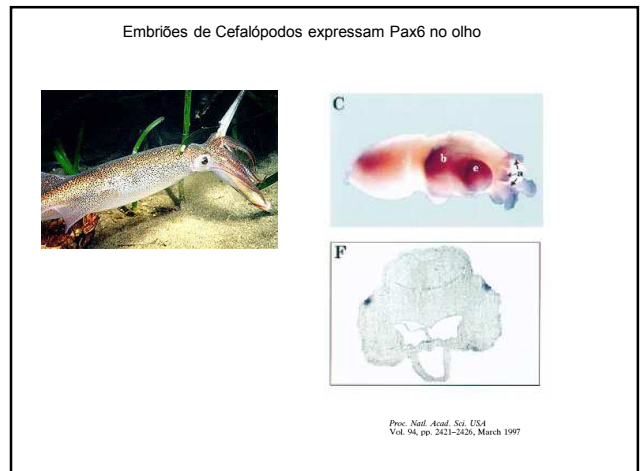 Embriões de Cefalópodos expressam Pax6 no olho
C
b
e
a
F
Proc. Natl. Acad. Sci. USA
Vol. 94, pp. 2421–2426, March 1997